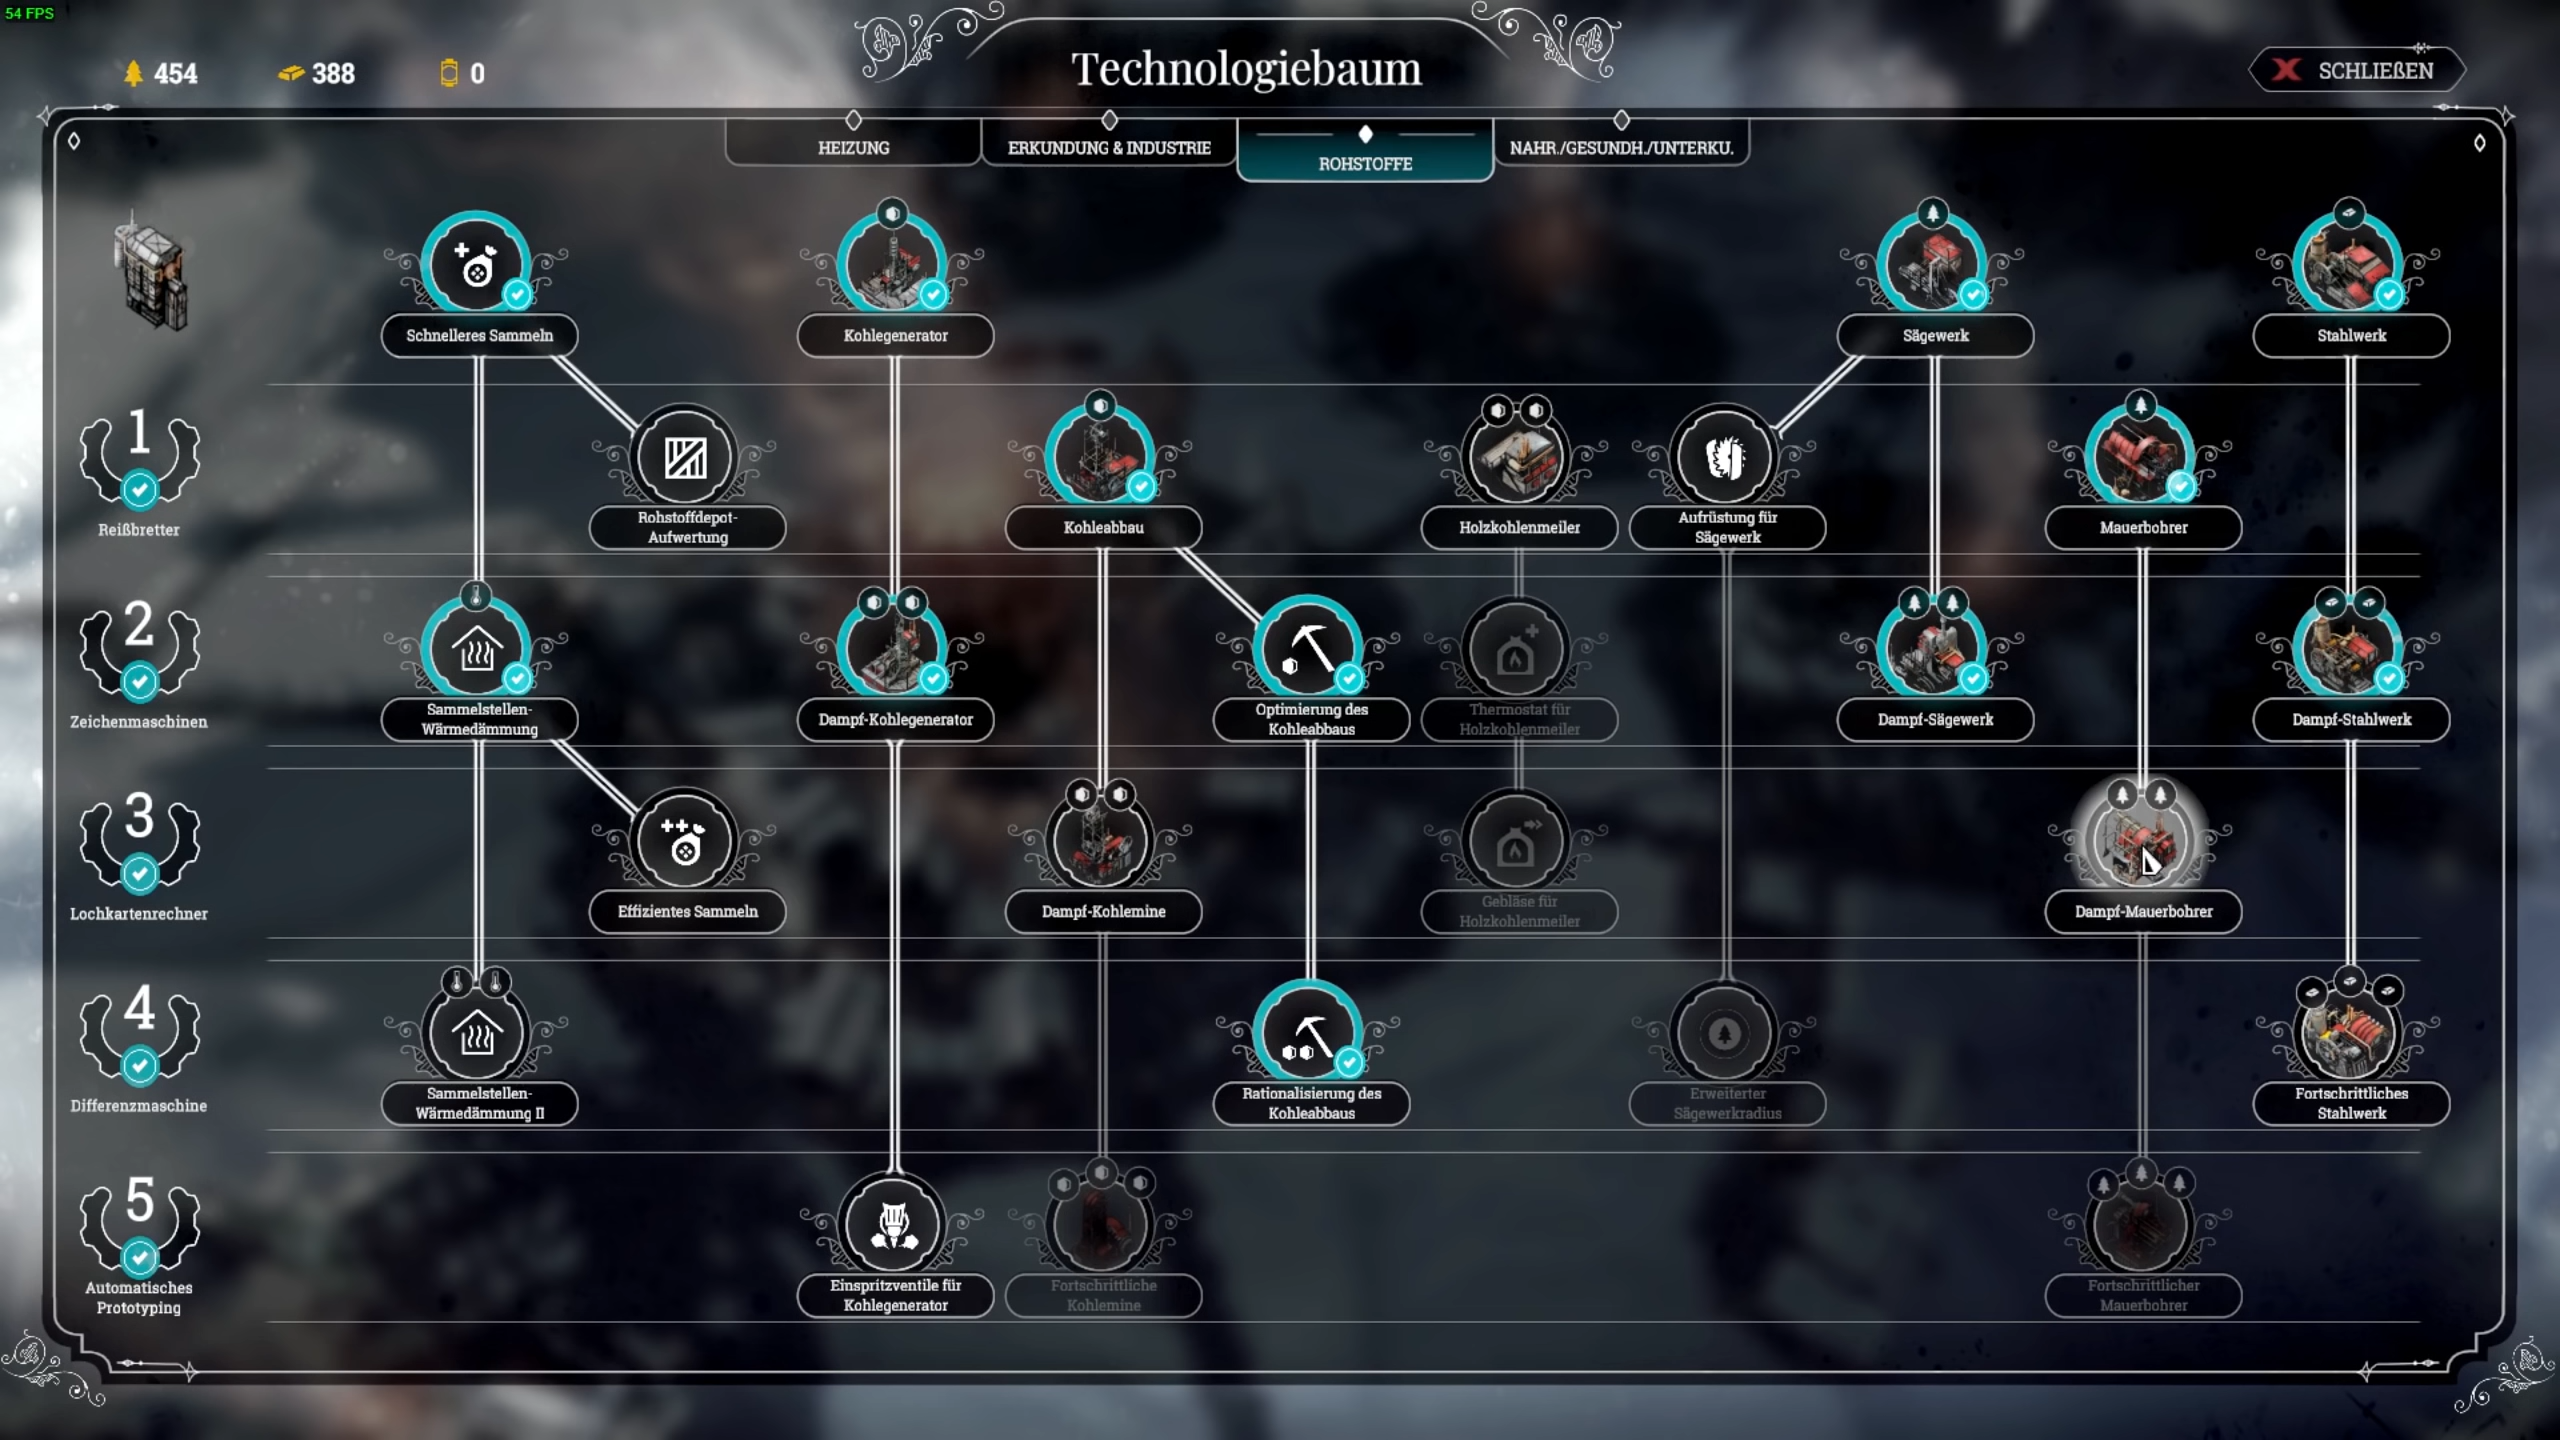 54 FPS
454
388
0
Technologiebaum
SCHLIEßEN
HEIZUNG
ERKUNDUNG & INDUSTRIE
ROHSTOFFE
NAHR./GESUNDH./UNTERKU.
Schnelleres Sammeln
Kohlegenerator
Sägewerk
Stahlwerk
1
Reißbretter
Rohstoffdepot-
Aufwertung
Kohleabbau
Holzkohlenmeiler
Aufrüstung für
Sägewerk
Mauerbohrer
2
Zeichenmaschinen
Sammelstellen-
Wärmedämmung
Dampf-Kohlegenerator
Optimierung des
Kohleabbaus
Thermostat für
Holzkohlenmeiler
Dampf-Sägewerk
Dampf-Stahlwerk
3
Lochkartenrechner
Effizientes Sammeln
Dampf-Kohlemine
Gebläse für
Holzkohlenmeiler
Dampf-Mauerbohrer
4
Differenzmaschine
Sammelstellen-
Wärmedämmung II
Rationalisierung des
Kohleabbaus
Erweiterter
Sägewerkradius
Fortschrittliches
Stahlwerk
5
Automatisches
Prototyping
Einspritzventile für
Kohlegenerator
Fortschrittliche
Kohlemine
Fortschrittlicher
Mauerbohrer